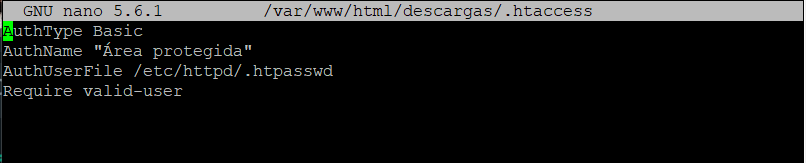 GNU nano 5.6.1 /var/www/html/descargas/.htaccess
AuthType Basic
AuthName "Área protegida"
AuthUserFile /etc/httpd/.htpasswd
Require valid-user